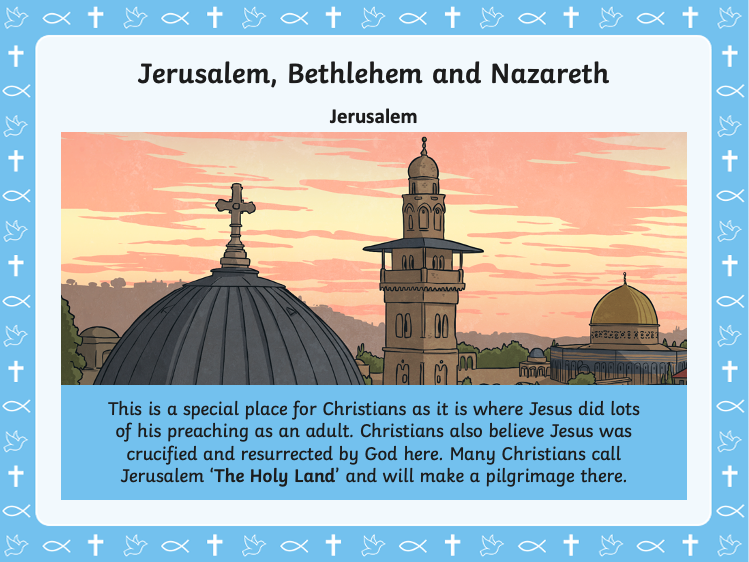 Jerusalem, Bethlehem and Nazareth
Jerusalem
This is a special place for Christians as it is where Jesus did lots
of his preaching as an adult. Christians also believe Jesus was
crucified and resurrected by God here. Many Christians call
Jerusalem ‘The Holy Land’ and will make a pilgrimage there.